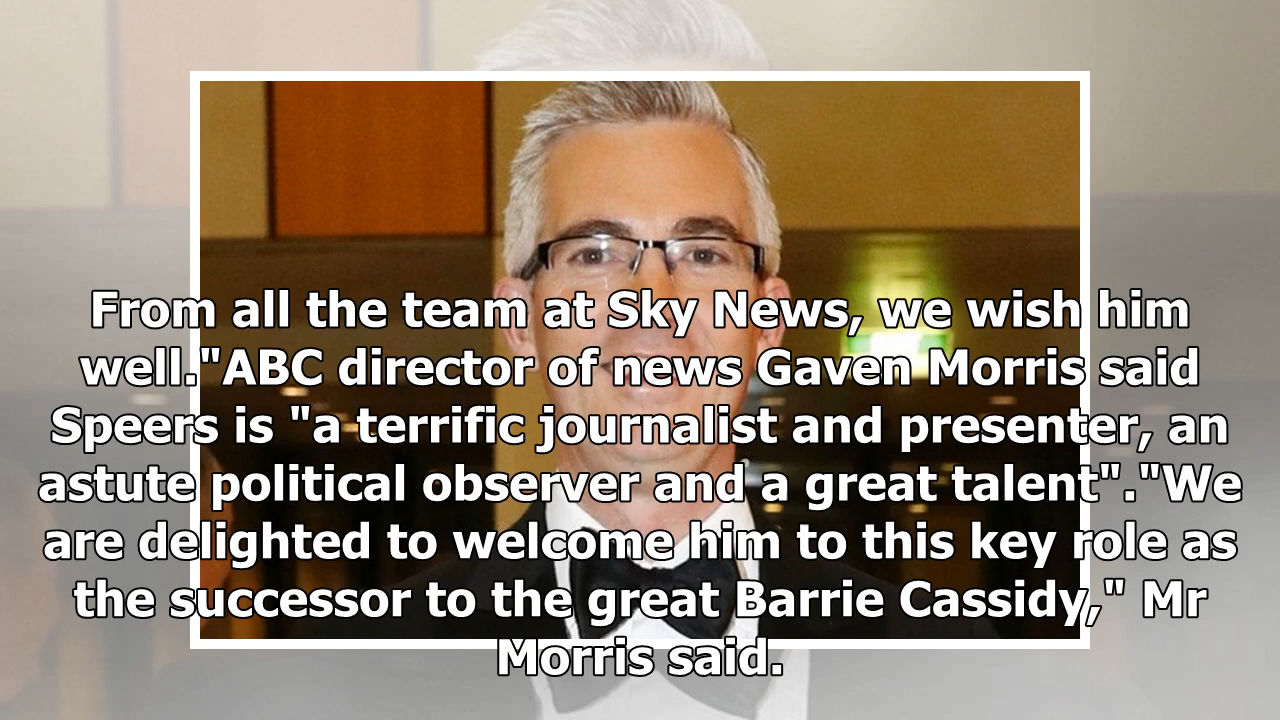 From all the team at Sky News, we wish him
well."ABC director of news Gaven Morris said
Speers is "a terrific journalist and presenter, an
astute political observer and a great talent"."We
are delighted to welcome him to this key role as
the successor to the great Barrie Cassidy," Mr
Morris said.